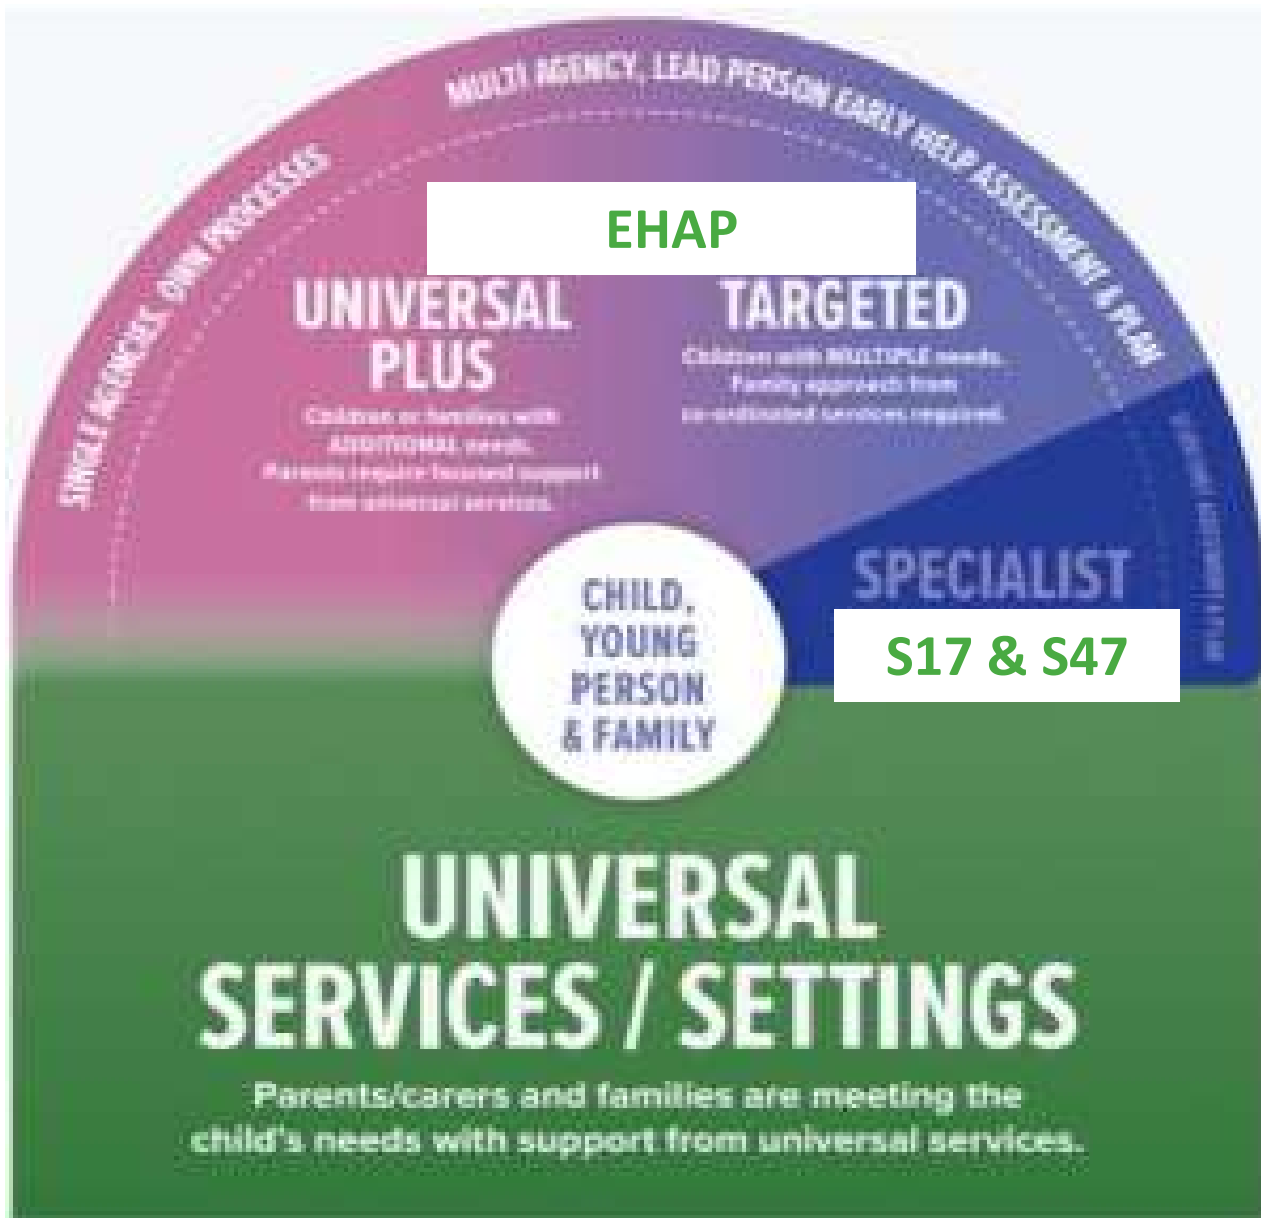 MULTI AGENCY, LEAD PERSON EARLY HELP ASSESSMENT & PLAN
SINGLE AGENCIES, OWN PROCESSES
EHAP
UNIVERSAL
PLUS
Children or families with
ADDITIONAL needs.
Parents require focused support
from universal services.
TARGETED
Children with MULTIPLE needs.
Family approach from
co-ordinated services required.
SPECIALIST
S17 & S47
CHILD,
YOUNG
PERSON
& FAMILY
UNIVERSAL
SERVICES / SETTINGS
Parents/carers and families are meeting the
child's needs with support from universal services.